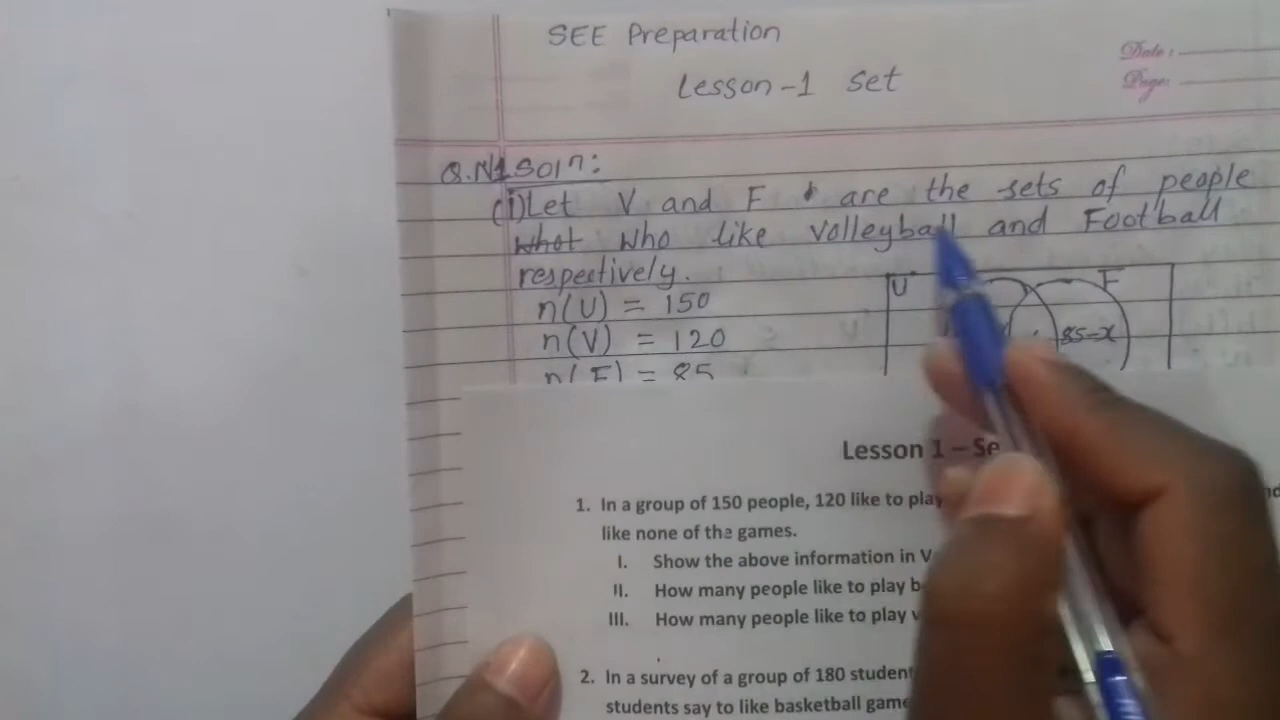 SEE Preparation
Lesson-1 Set
Date:
Page:
Q.N1 Soln:
(i) Let V and F are the sets of people
what who like volleyball and Football
respectively.
n(U) = 150
n(V) = 120
n(F) = 85
U F
85-x
Lesson 1 – Se
1. In a group of 150 people, 120 like to play
like none of the games.
I. Show the above information in V
II. How many people like to play b
III. How many people like to play v
2. In a survey of a group of 180 student
students say to like basketball game